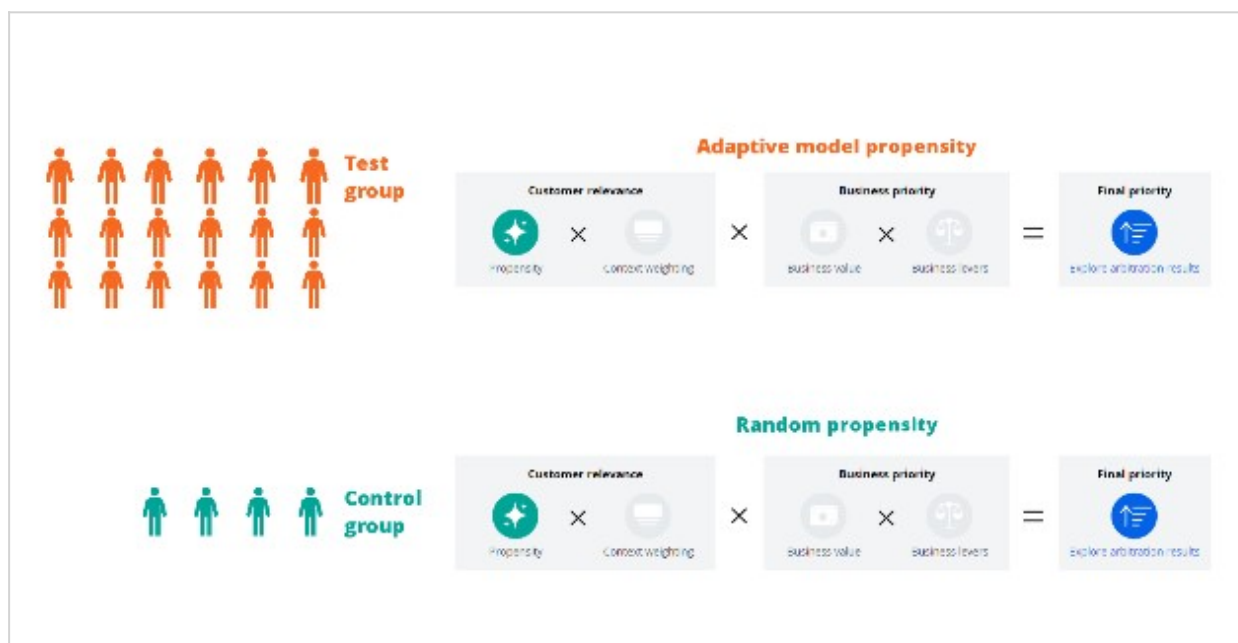 Adaptive model propensity
Test
group
Customer relevance
Business priority
Final priority
×
×
×
=
Propensity
Context weighting
Business value
Business levers
Explore arbitration results
Random propensity
Control
group
Customer relevance
Business priority
Final priority
×
×
×
=
Propensity
Context weighting
Business value
Business levers
Explore arbitration results